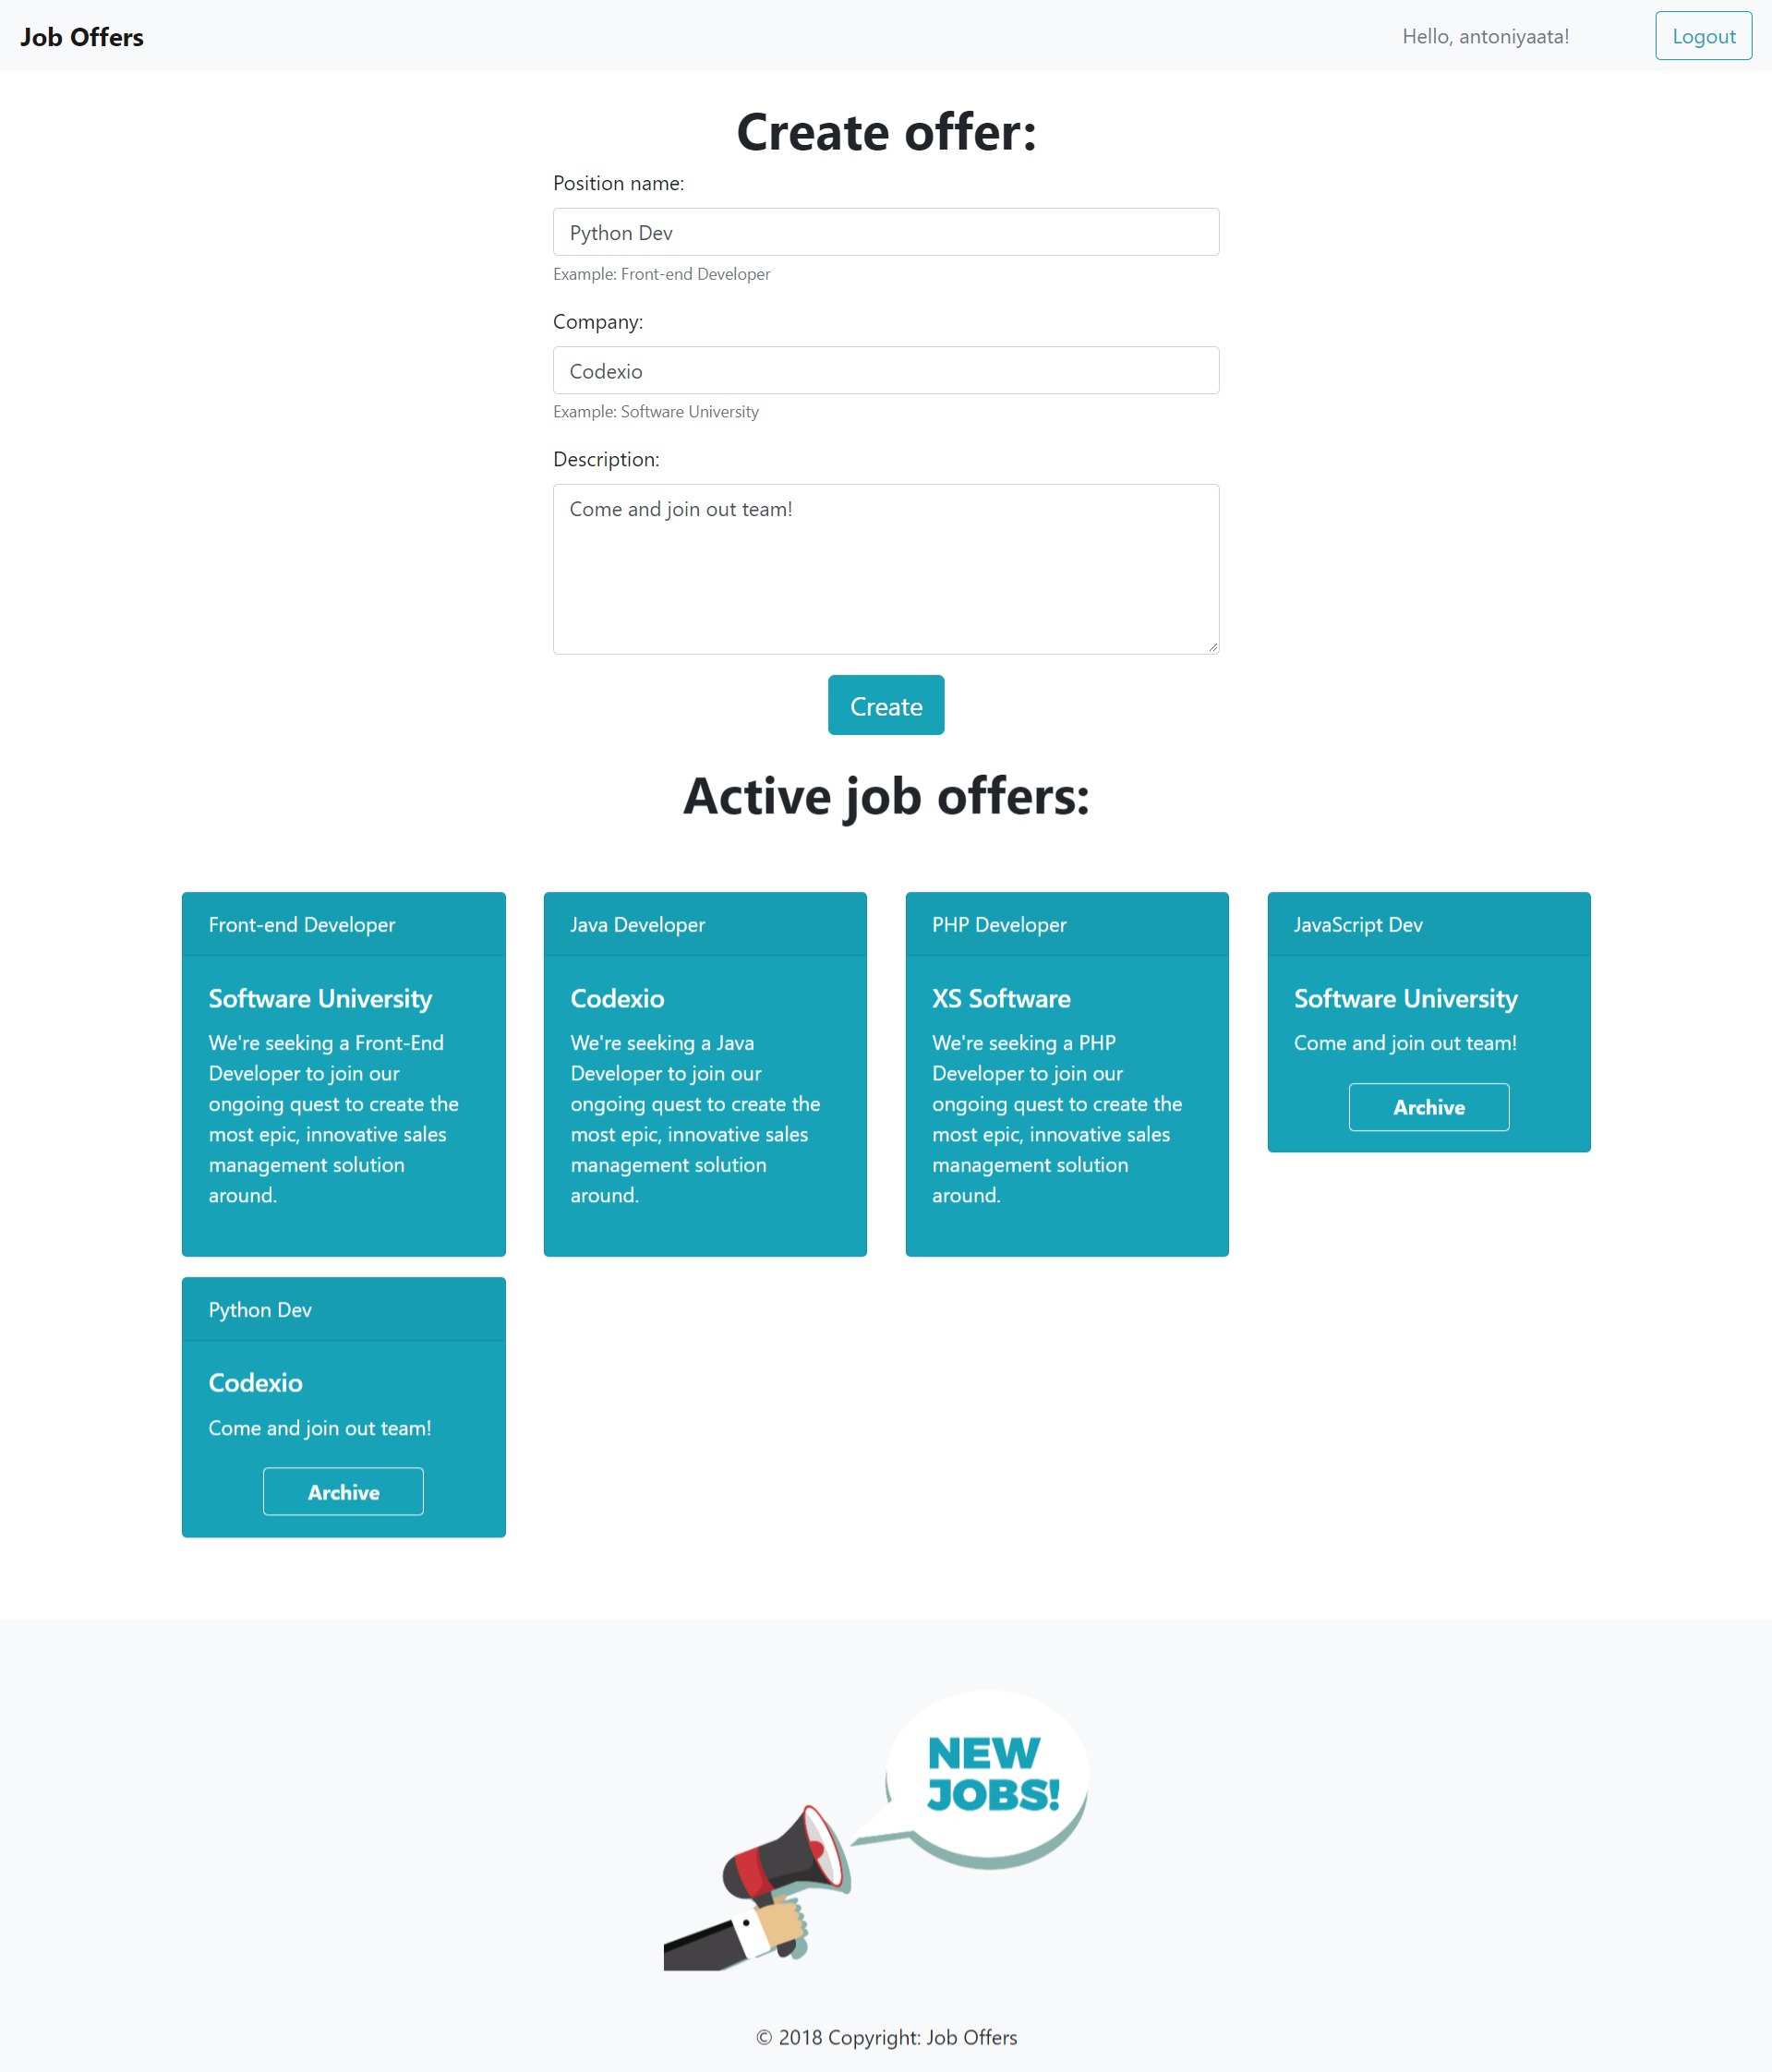 Job Offers
Hello, antoniyaata!
Logout
Create offer:
Position name:
Python Dev
Example: Front-end Developer
Company:
Codexio
Example: Software University
Description:
Come and join out team!
Create
Active job offers:
Front-end Developer
Software University
We're seeking a Front-End
Developer to join our
ongoing quest to create the
most epic, innovative sales
management solution
around.
Java Developer
Codexio
We're seeking a Java
Developer to join our
ongoing quest to create the
most epic, innovative sales
management solution
around.
PHP Developer
XS Software
We're seeking a PHP
Developer to join our
ongoing quest to create the
most epic, innovative sales
management solution
around.
JavaScript Dev
Software University
Come and join out team!
Archive
Python Dev
Codexio
Come and join out team!
Archive
NEW
JOBS!
© 2018 Copyright: Job Offers